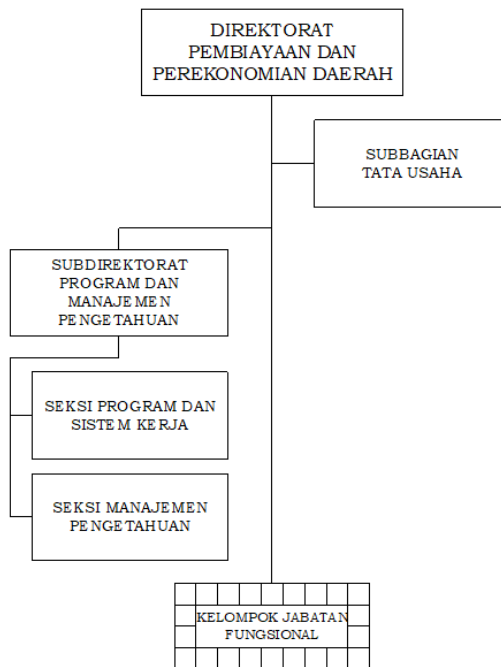 DIREKTORAT
PEMBIAYAAN DAN
PEREKONOMIAN DAERAH
SUBBAGIAN
TATA USAHA
SUBDIREKTORAT
PROGRAM DAN
MANAJEMEN
PENGETAHUAN
SEKSI PROGRAM DAN
SISTEM KERJA
SEKSI MANAJEMEN
PENGETAHUAN
KELOMPOK JABATAN
FUNGSIONAL